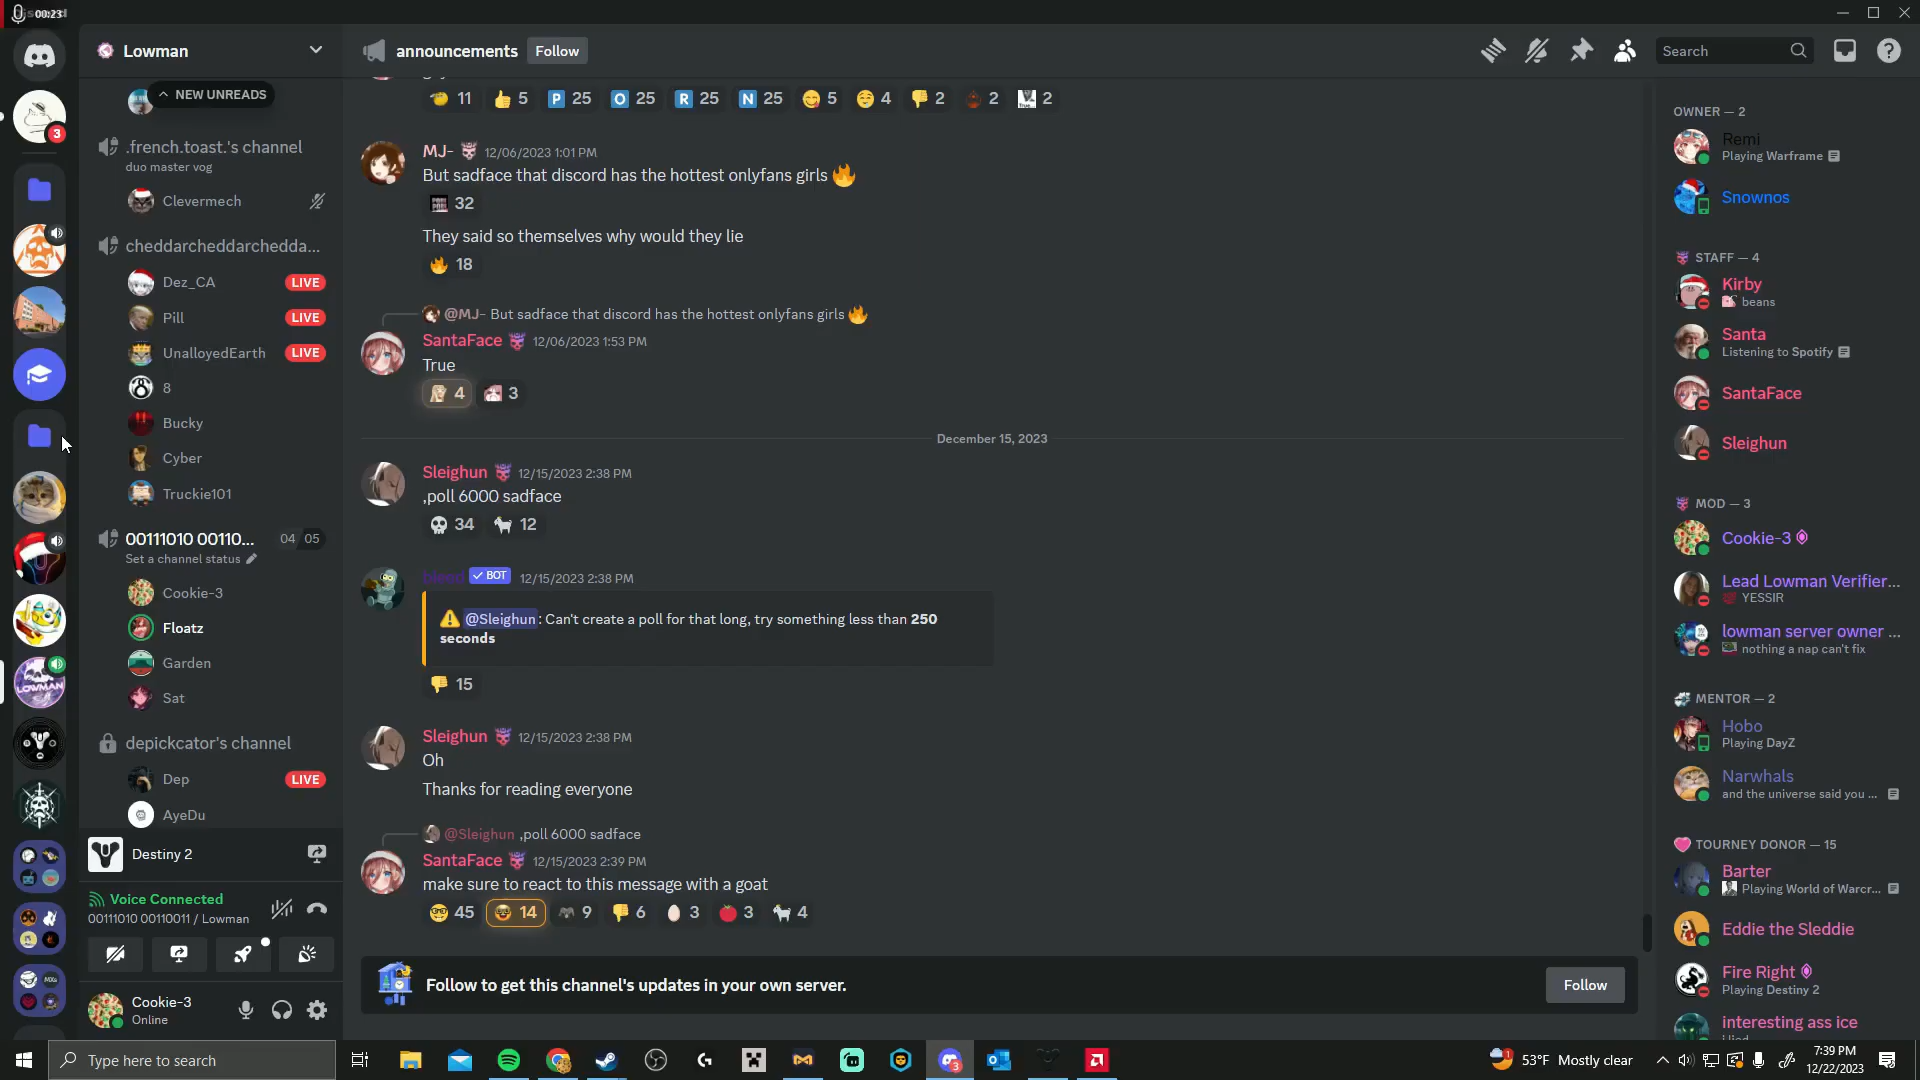 00:23
Lowman
NEW UNREADS
.french.toast.'s channel
duo master vog
Clevermech
cheddarcheddarchedda...
Dez_CA LIVE
Pill LIVE
UnalloyedEarth LIVE
8
Bucky
Cyber
Truckie101
00111010 00110... 04 05
Set a channel status
Cookie-3
Floatz
Garden
Sat
depickcator's channel
Dep LIVE
AyeDu
Destiny 2
Voice Connected
00111010 00110011 / Lowman
Cookie-3
Online
3
LOWMAN
announcements Follow
Search
11 5 P 25 O 25 R 25 N 25 5 4 2 2 2
MJ- 12/06/2023 1:01 PM
But sadface that discord has the hottest onlyfans girls 🔥
32
They said so themselves why would they lie
🔥 18
@MJ- But sadface that discord has the hottest onlyfans girls 🔥
SantaFace 12/06/2023 1:53 PM
True
4 3
December 15, 2023
Sleighun 12/15/2023 2:38 PM
,poll 6000 sadface
34 12
bleed ✓ BOT 12/15/2023 2:38 PM
⚠️ @Sleighun: Can't create a poll for that long, try something less than 250
seconds
15
Sleighun 12/15/2023 2:38 PM
Oh
Thanks for reading everyone
@Sleighun ,poll 6000 sadface
SantaFace 12/15/2023 2:39 PM
make sure to react to this message with a goat
45 14 9 6 3 3 4
Follow to get this channel's updates in your own server.
Follow
OWNER — 2
Remi
Playing Warframe
Snownos
STAFF — 4
Kirby
beans
Santa
Listening to Spotify
SantaFace
Sleighun
MOD — 3
Cookie-3
Lead Lowman Verifier...
YESSIR
lowman server owner ...
nothing a nap can't fix
MENTOR — 2
Hobo
Playing DayZ
Narwhals
and the universe said you ...
TOURNEY DONOR — 15
Barter
Playing World of Warcr...
Eddie the Sleddie
Fire Right
Playing Destiny 2
interesting ass ice
Type here to search
3
53°F Mostly clear
7:39 PM
12/22/2023